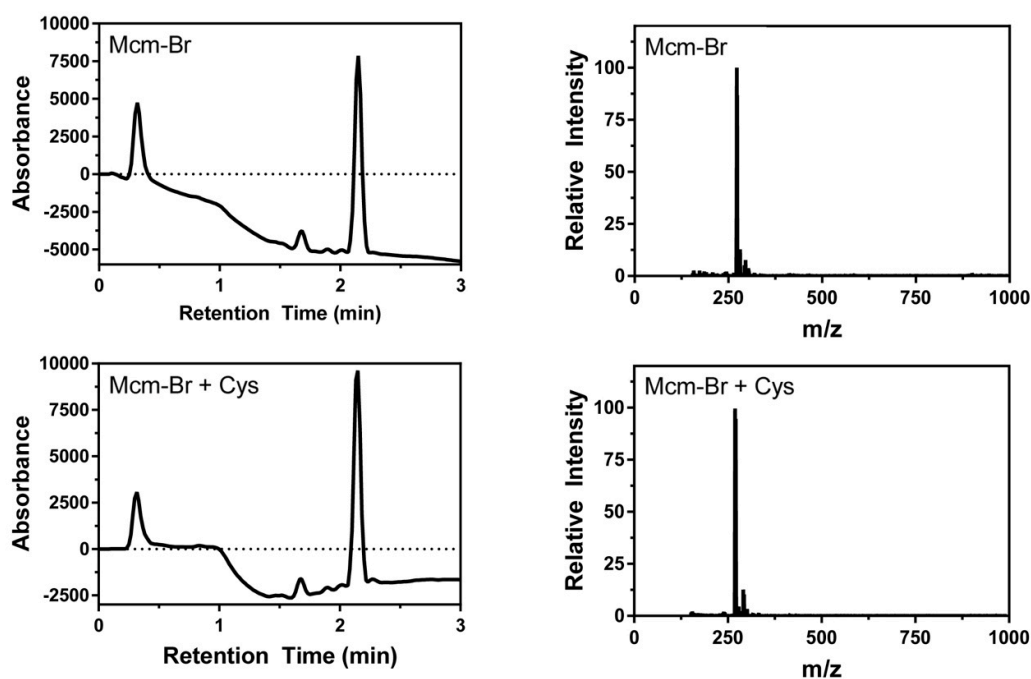 Mcm-Br
Absorbance
10000
7500
5000
2500
0
-2500
-5000
0 1 2 3
Retention Time (min)
Mcm-Br
Relative Intensity
100
75
50
25
0
0 250 500 750 1000
m/z
Mcm-Br + Cys
Absorbance
10000
7500
5000
2500
0
-2500
0 1 2 3
Retention Time (min)
Mcm-Br + Cys
Relative Intensity
100
75
50
25
0
0 250 500 750 1000
m/z